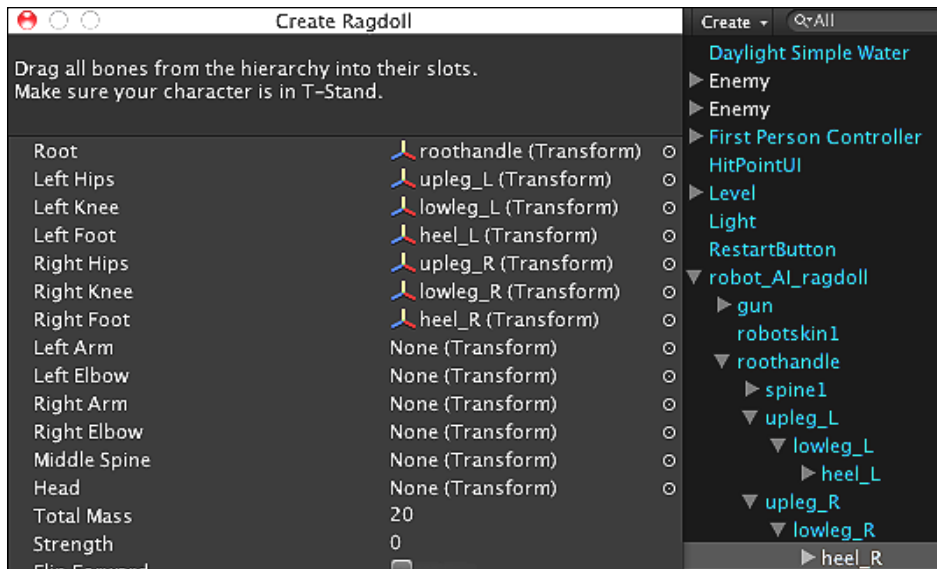 Create Ragdoll
Drag all bones from the hierarchy into their slots.
Make sure your character is in T-Stand.
Root roothandle (Transform)
Left Hips upleg_L (Transform)
Left Knee lowleg_L (Transform)
Left Foot heel_L (Transform)
Right Hips upleg_R (Transform)
Right Knee lowleg_R (Transform)
Right Foot heel_R (Transform)
Left Arm None (Transform)
Left Elbow None (Transform)
Right Arm None (Transform)
Right Elbow None (Transform)
Middle Spine None (Transform)
Head None (Transform)
Total Mass 20
Strength 0
Flip Forward
Create All
Daylight Simple Water
Enemy
Enemy
First Person Controller
HitPointUI
Level
Light
RestartButton
robot_AI_ragdoll
gun
robotskin1
roothandle
spine1
upleg_L
lowleg_L
heel_L
upleg_R
lowleg_R
heel_R